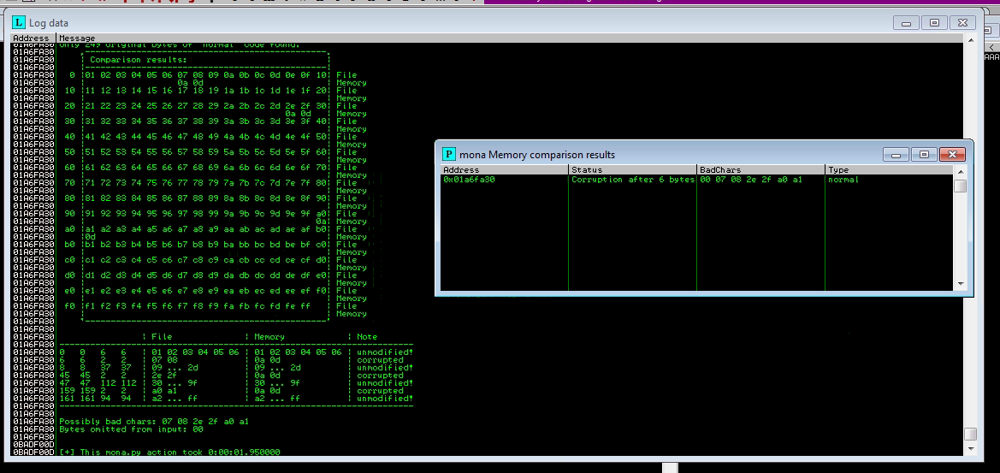 Log data
Address Message
01A6FA30 Only 249 original bytes of 'normal' code found.
01A6FA30
01A6FA30 | Comparison results:
01A6FA30
01A6FA30 0 |01 02 03 04 05 06 07 08 09 0a 0b 0c 0d 0e 0f 10| File
01A6FA30 0a 0d | Memory
01A6FA30 10 |11 12 13 14 15 16 17 18 19 1a 1b 1c 1d 1e 1f 20| File
01A6FA30 | Memory
01A6FA30 20 |21 22 23 24 25 26 27 28 29 2a 2b 2c 2d 2e 2f 30| File
01A6FA30 0a 0d | Memory
01A6FA30 30 |31 32 33 34 35 36 37 38 39 3a 3b 3c 3d 3e 3f 40| File
01A6FA30 | Memory
01A6FA30 40 |41 42 43 44 45 46 47 48 49 4a 4b 4c 4d 4e 4f 50| File
01A6FA30 | Memory
01A6FA30 50 |51 52 53 54 55 56 57 58 59 5a 5b 5c 5d 5e 5f 60| File
01A6FA30 | Memory
01A6FA30 60 |61 62 63 64 65 66 67 68 69 6a 6b 6c 6d 6e 6f 70| File
01A6FA30 | Memory
01A6FA30 70 |71 72 73 74 75 76 77 78 79 7a 7b 7c 7d 7e 7f 80| File
01A6FA30 | Memory
01A6FA30 80 |81 82 83 84 85 86 87 88 89 8a 8b 8c 8d 8e 8f 90| File
01A6FA30 | Memory
01A6FA30 90 |91 92 93 94 95 96 97 98 99 9a 9b 9c 9d 9e 9f a0| File
01A6FA30 0a| Memory
01A6FA30 a0 |a1 a2 a3 a4 a5 a6 a7 a8 a9 aa ab ac ad ae af b0| File
01A6FA30 |0d | Memory
01A6FA30 b0 |b1 b2 b3 b4 b5 b6 b7 b8 b9 ba bb bc bd be bf c0| File
01A6FA30 | Memory
01A6FA30 c0 |c1 c2 c3 c4 c5 c6 c7 c8 c9 ca cb cc cd ce cf d0| File
01A6FA30 | Memory
01A6FA30 d0 |d1 d2 d3 d4 d5 d6 d7 d8 d9 da db dc dd de df e0| File
01A6FA30 | Memory
01A6FA30 e0 |e1 e2 e3 e4 e5 e6 e7 e8 e9 ea eb ec ed ee ef f0| File
01A6FA30 | Memory
01A6FA30 f0 |f1 f2 f3 f4 f5 f6 f7 f8 f9 fa fb fc fd fe ff | File
01A6FA30 | Memory
01A6FA30
01A6FA30
01A6FA30 | File | Memory | Note
01A6FA30
01A6FA30 0 0 6 6 | 01 02 03 04 05 06 | 01 02 03 04 05 06 | unmodified!
01A6FA30 6 6 2 2 | 07 08 | 0a 0d | corrupted
01A6FA30 8 8 37 37 | 09 ... 2d | 09 ... 2d | unmodified!
01A6FA30 45 45 2 2 | 2e 2f | 0a 0d | corrupted
01A6FA30 47 47 112 112 | 30 ... 9f | 30 ... 9f | unmodified!
01A6FA30 159 159 2 2 | a0 a1 | 0a 0d | corrupted
01A6FA30 161 161 94 94 | a2 ... ff | a2 ... ff | unmodified!
01A6FA30
01A6FA30
01A6FA30 Possibly bad chars: 07 08 2e 2f a0 a1
01A6FA30 Bytes omitted from input: 00
01A6FA30
0BADF00D
0BADF00D [+] This mona.py action took 0:00:01.950000
mona Memory comparison results
Address Status BadChars Type
0x01a6fa30 Corruption after 6 bytes 00 07 08 2e 2f a0 a1 normal